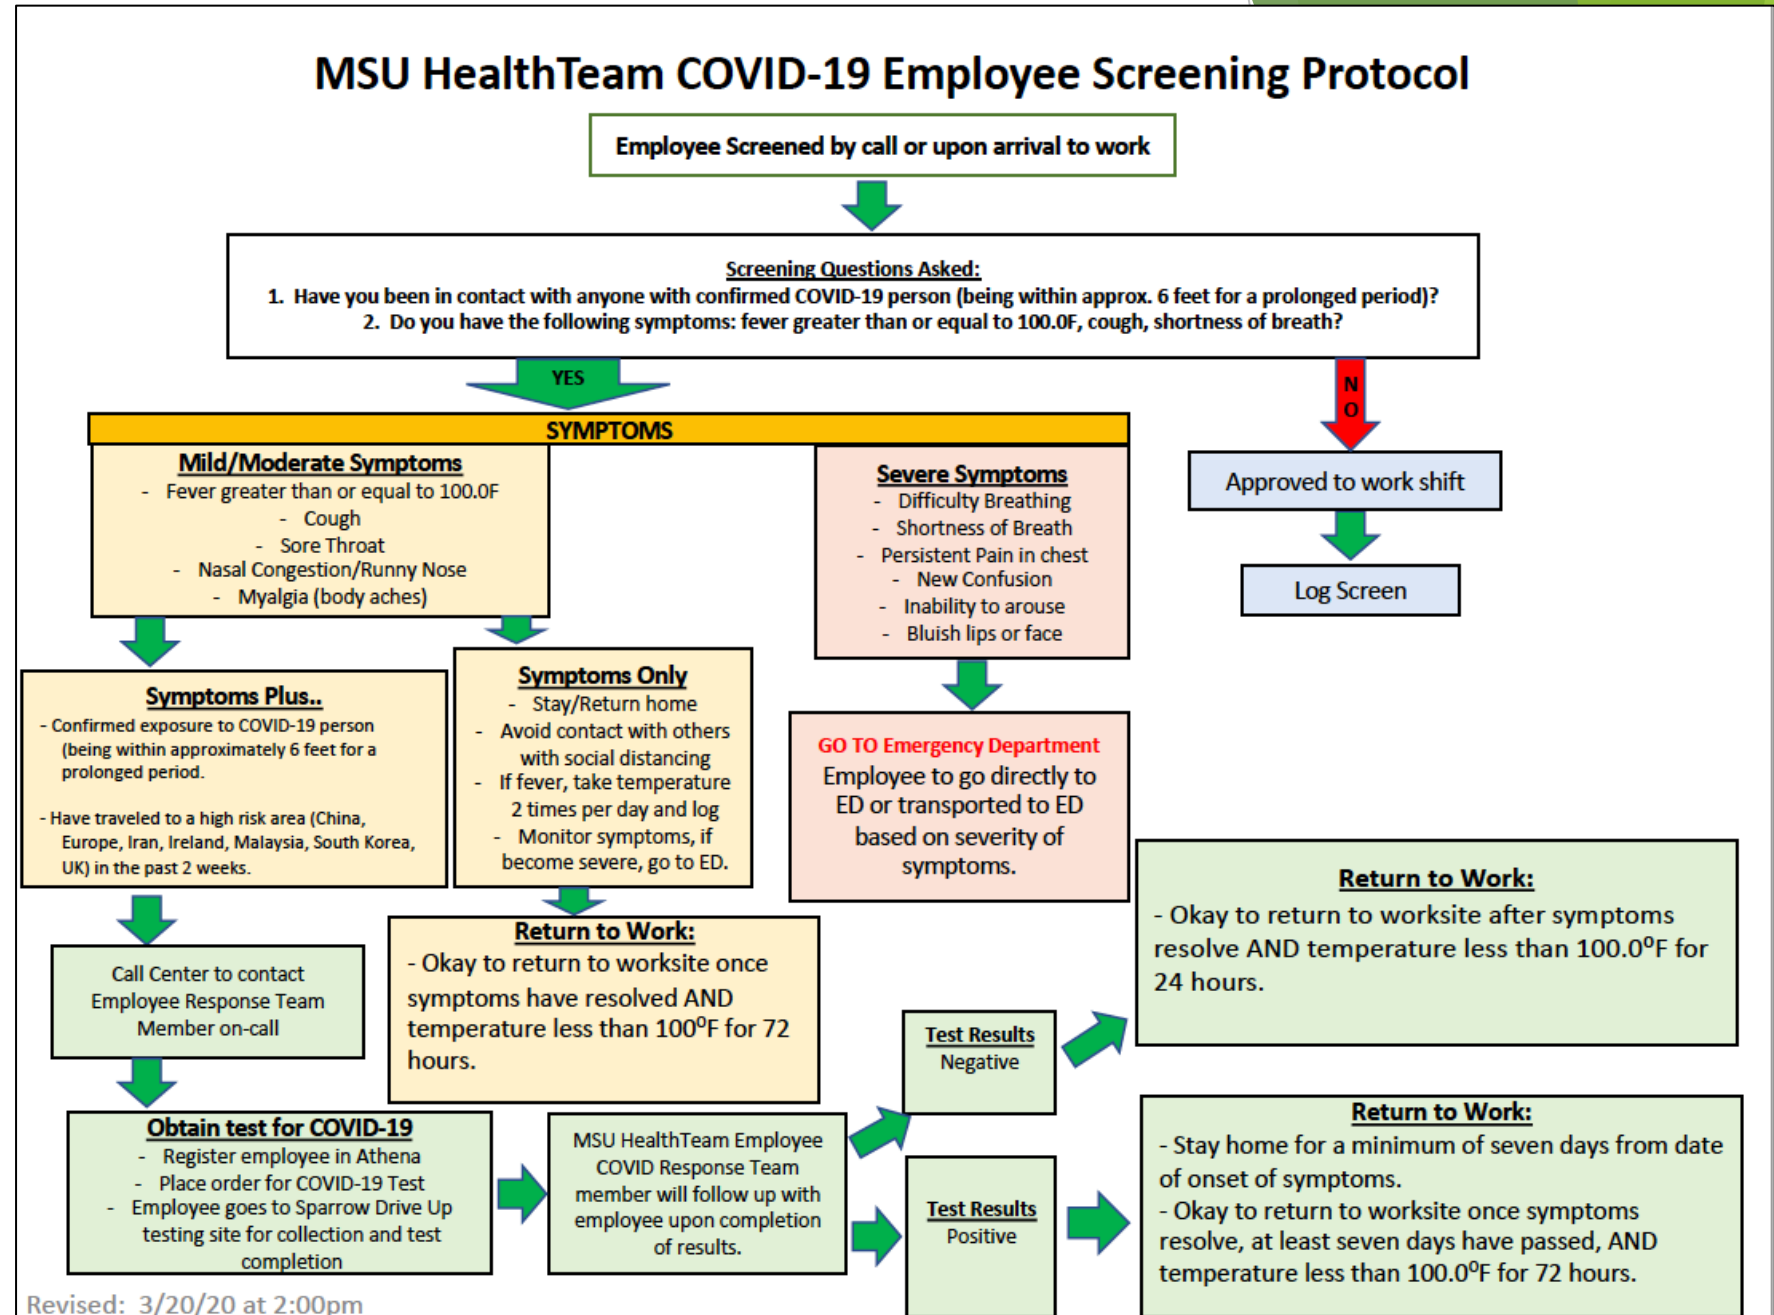 MSU HealthTeam COVID-19 Employee Screening Protocol
Employee Screened by call or upon arrival to work
Screening Questions Asked:
1. Have you been in contact with anyone with confirmed COVID-19 person (being within approx. 6 feet for a prolonged period)?
2. Do you have the following symptoms: fever greater than or equal to 100.0F, cough, shortness of breath?
YES
N
O
SYMPTOMS
Mild/Moderate Symptoms
- Fever greater than or equal to 100.0F
- Cough
- Sore Throat
- Nasal Congestion/Runny Nose
- Myalgia (body aches)
Severe Symptoms
- Difficulty Breathing
- Shortness of Breath
- Persistent Pain in chest
- New Confusion
- Inability to arouse
- Bluish lips or face
Approved to work shift
Log Screen
Symptoms Plus..
- Confirmed exposure to COVID-19 person
(being within approximately 6 feet for a
prolonged period.
- Have traveled to a high risk area (China,
Europe, Iran, Ireland, Malaysia, South Korea,
UK) in the past 2 weeks.
Symptoms Only
- Stay/Return home
- Avoid contact with others
with social distancing
- If fever, take temperature
2 times per day and log
- Monitor symptoms, if
become severe, go to ED.
GO TO Emergency Department
Employee to go directly to
ED or transported to ED
based on severity of
symptoms.
Return to Work:
- Okay to return to worksite after symptoms
resolve AND temperature less than 100.0⁰F for
24 hours.
Call Center to contact
Employee Response Team
Member on-call
Return to Work:
- Okay to return to worksite once
symptoms have resolved AND
temperature less than 100⁰F for 72
hours.
Test Results
Negative
Obtain test for COVID-19
- Register employee in Athena
- Place order for COVID-19 Test
- Employee goes to Sparrow Drive Up
testing site for collection and test
completion
MSU HealthTeam Employee
COVID Response Team
member will follow up with
employee upon completion
of results.
Test Results
Positive
Return to Work:
- Stay home for a minimum of seven days from date
of onset of symptoms.
- Okay to return to worksite once symptoms
resolve, at least seven days have passed, AND
temperature less than 100.0⁰F for 72 hours.
Revised: 3/20/20 at 2:00pm